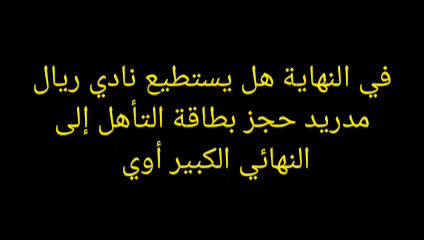 في النهاية هل يستطيع نادي ريال
مدريد حجز بطاقة التأهل إلى
النهائي الكبير أوي